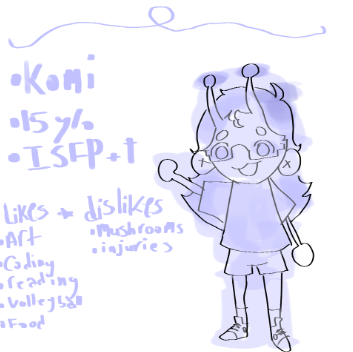 •Komi
•15 y/o
•ISFP-t
likes + dislikes
•Art
•Coding
•reading
•Volleyball
•Food
•Mushrooms
•injuries